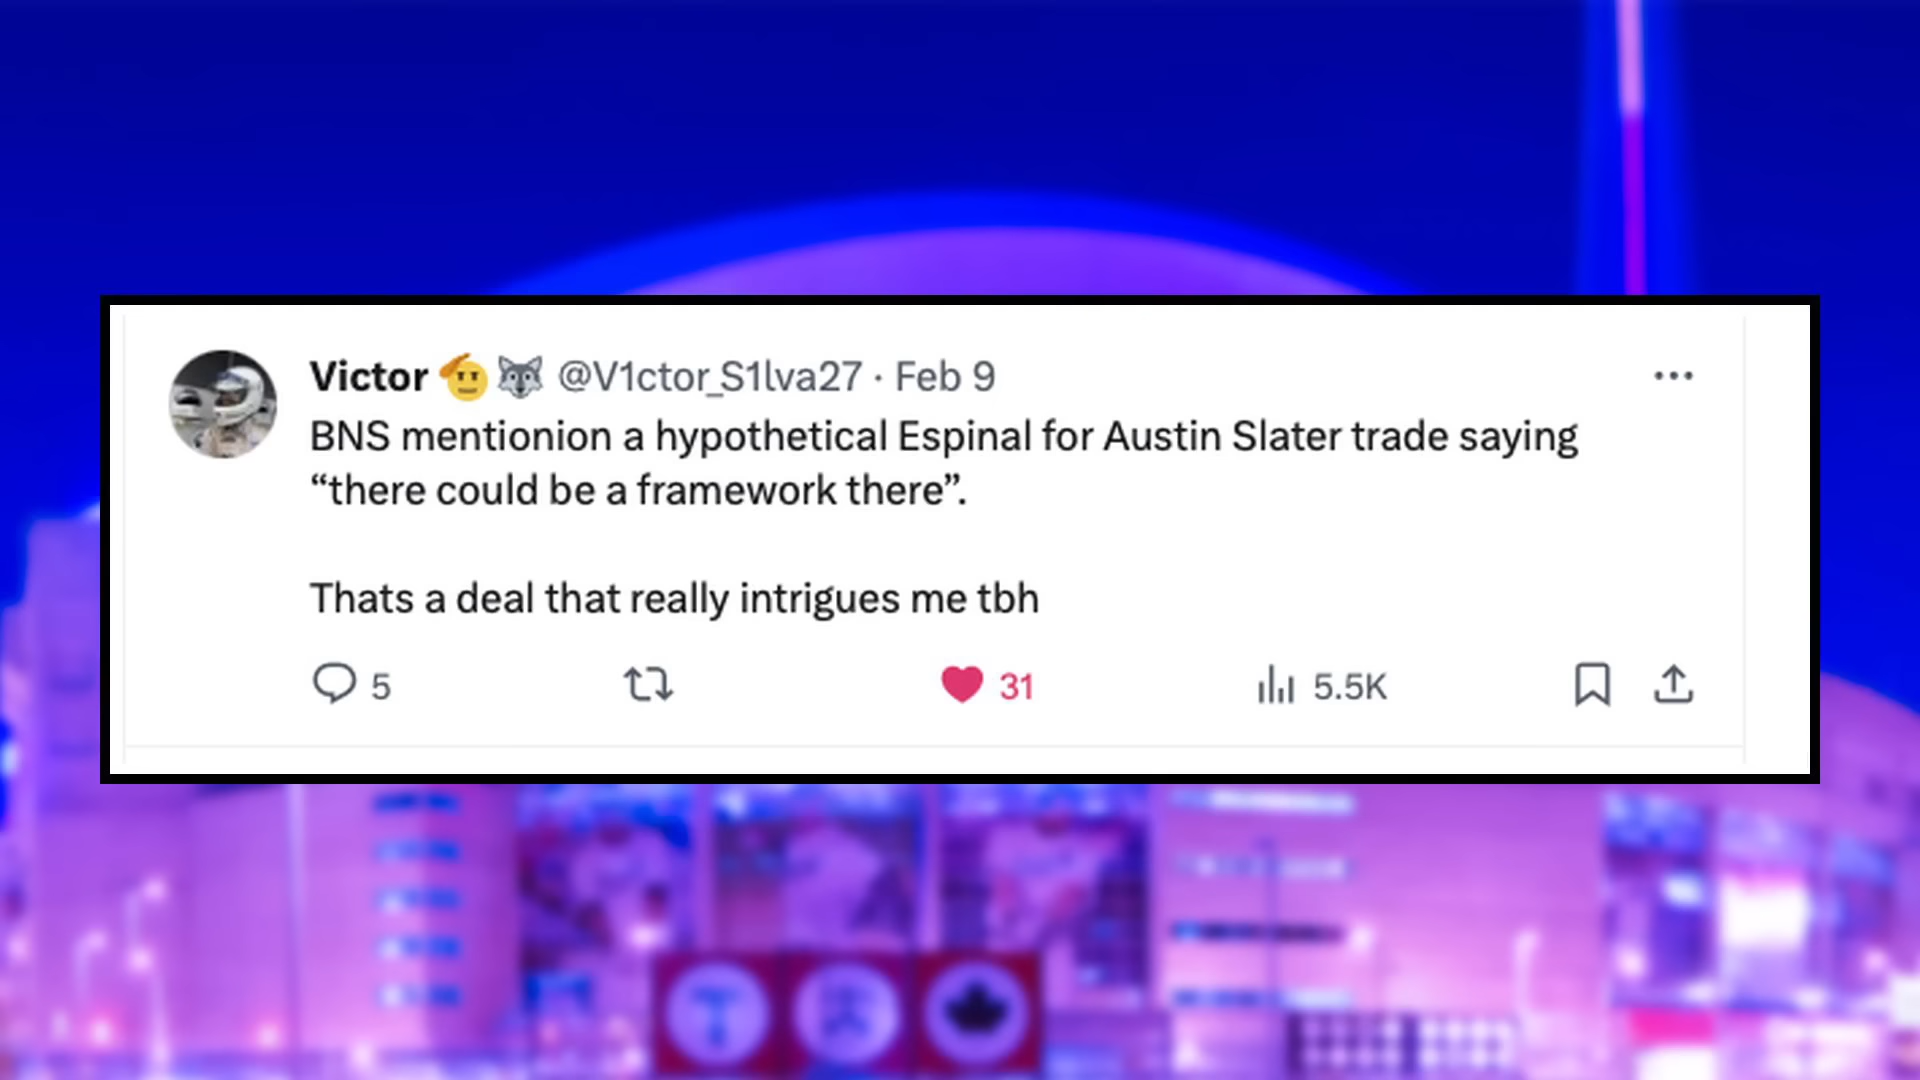 Victor 🫡🐺 @V1ctor_S1lva27 · Feb 9
BNS mentionion a hypothetical Espinal for Austin Slater trade saying
“there could be a framework there”.
Thats a deal that really intrigues me tbh
5 31 5.5K